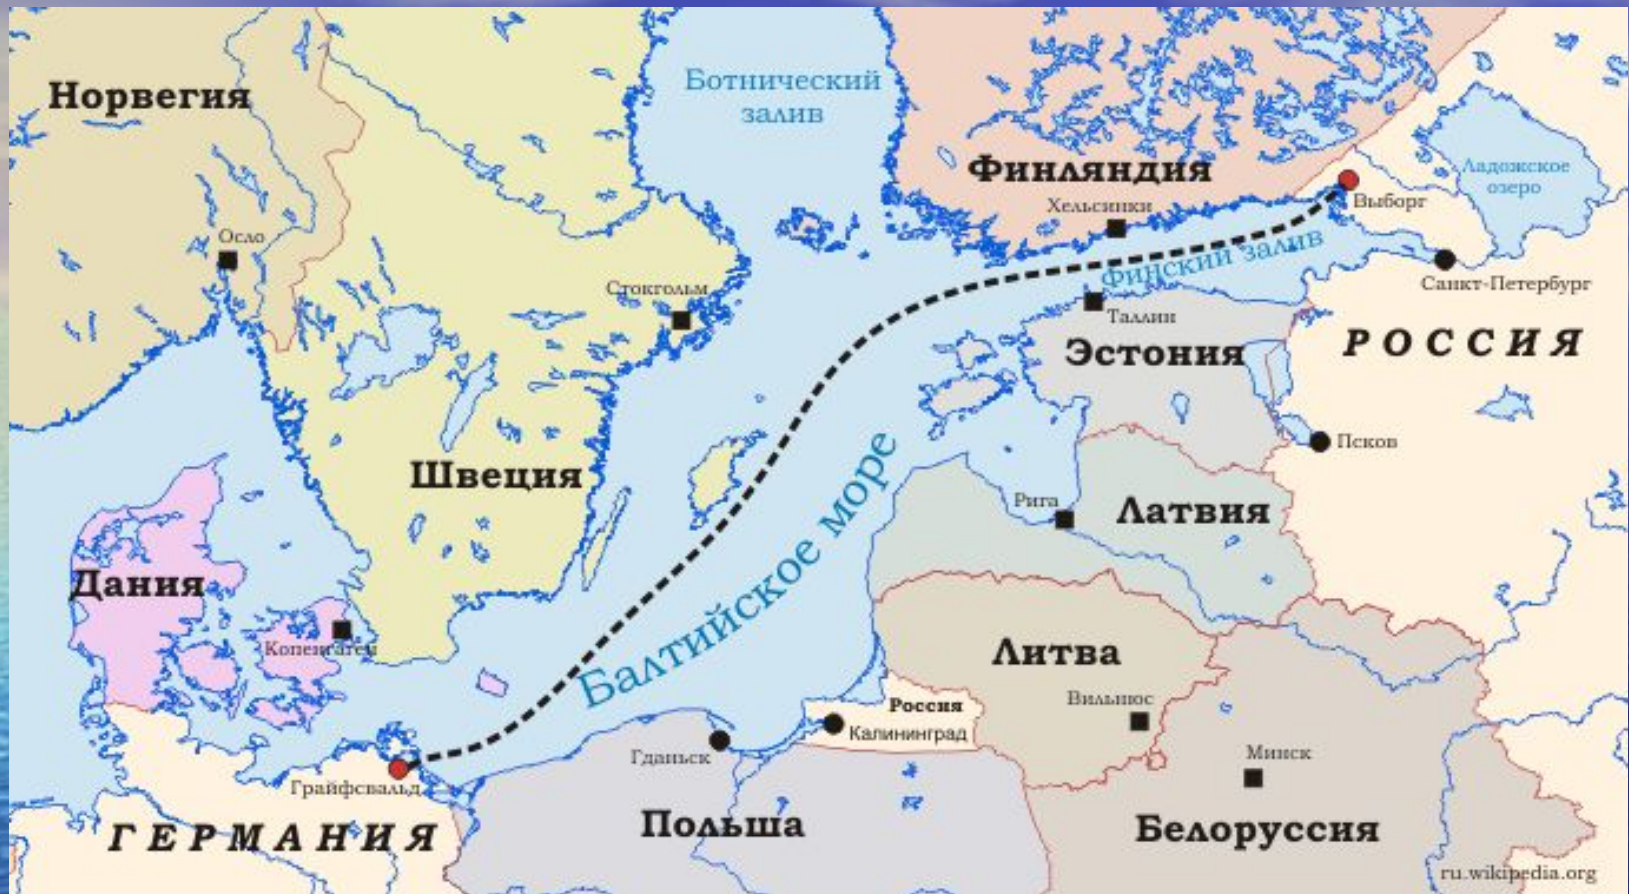 Норвегия
Ботнический
залив
Финляндия
Ладожское
озеро
Хельсинки
Выборг
Осло
Финский залив
Санкт-Петербург
Стокгольм
Таллин
РОССИЯ
Эстония
Псков
Швеция
Балтийское море
Рига
Латвия
Дания
Копенгаген
Литва
Вильнюс
Россия
Калининград
Гданьск
Минск
Грайфсвальд
ГЕРМАНИЯ
Польша
Белоруссия
ru.wikipedia.org